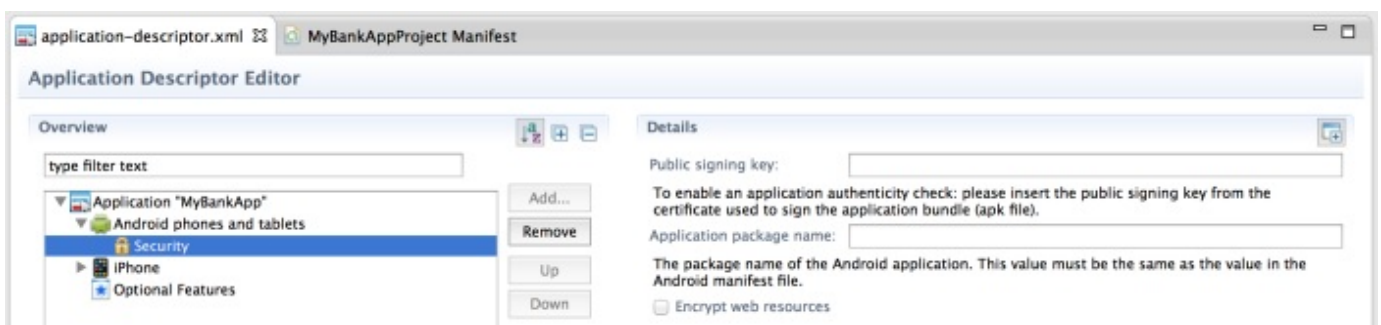 application-descriptor.xml MyBankAppProject Manifest
Application Descriptor Editor
Overview
type filter text
Application "MyBankApp"
Android phones and tablets
Security
iPhone
Optional Features
Add...
Remove
Up
Down
Details
Public signing key:
To enable an application authenticity check: please insert the public signing key from the
certificate used to sign the application bundle (apk file).
Application package name:
The package name of the Android application. This value must be the same as the value in the
Android manifest file.
Encrypt web resources